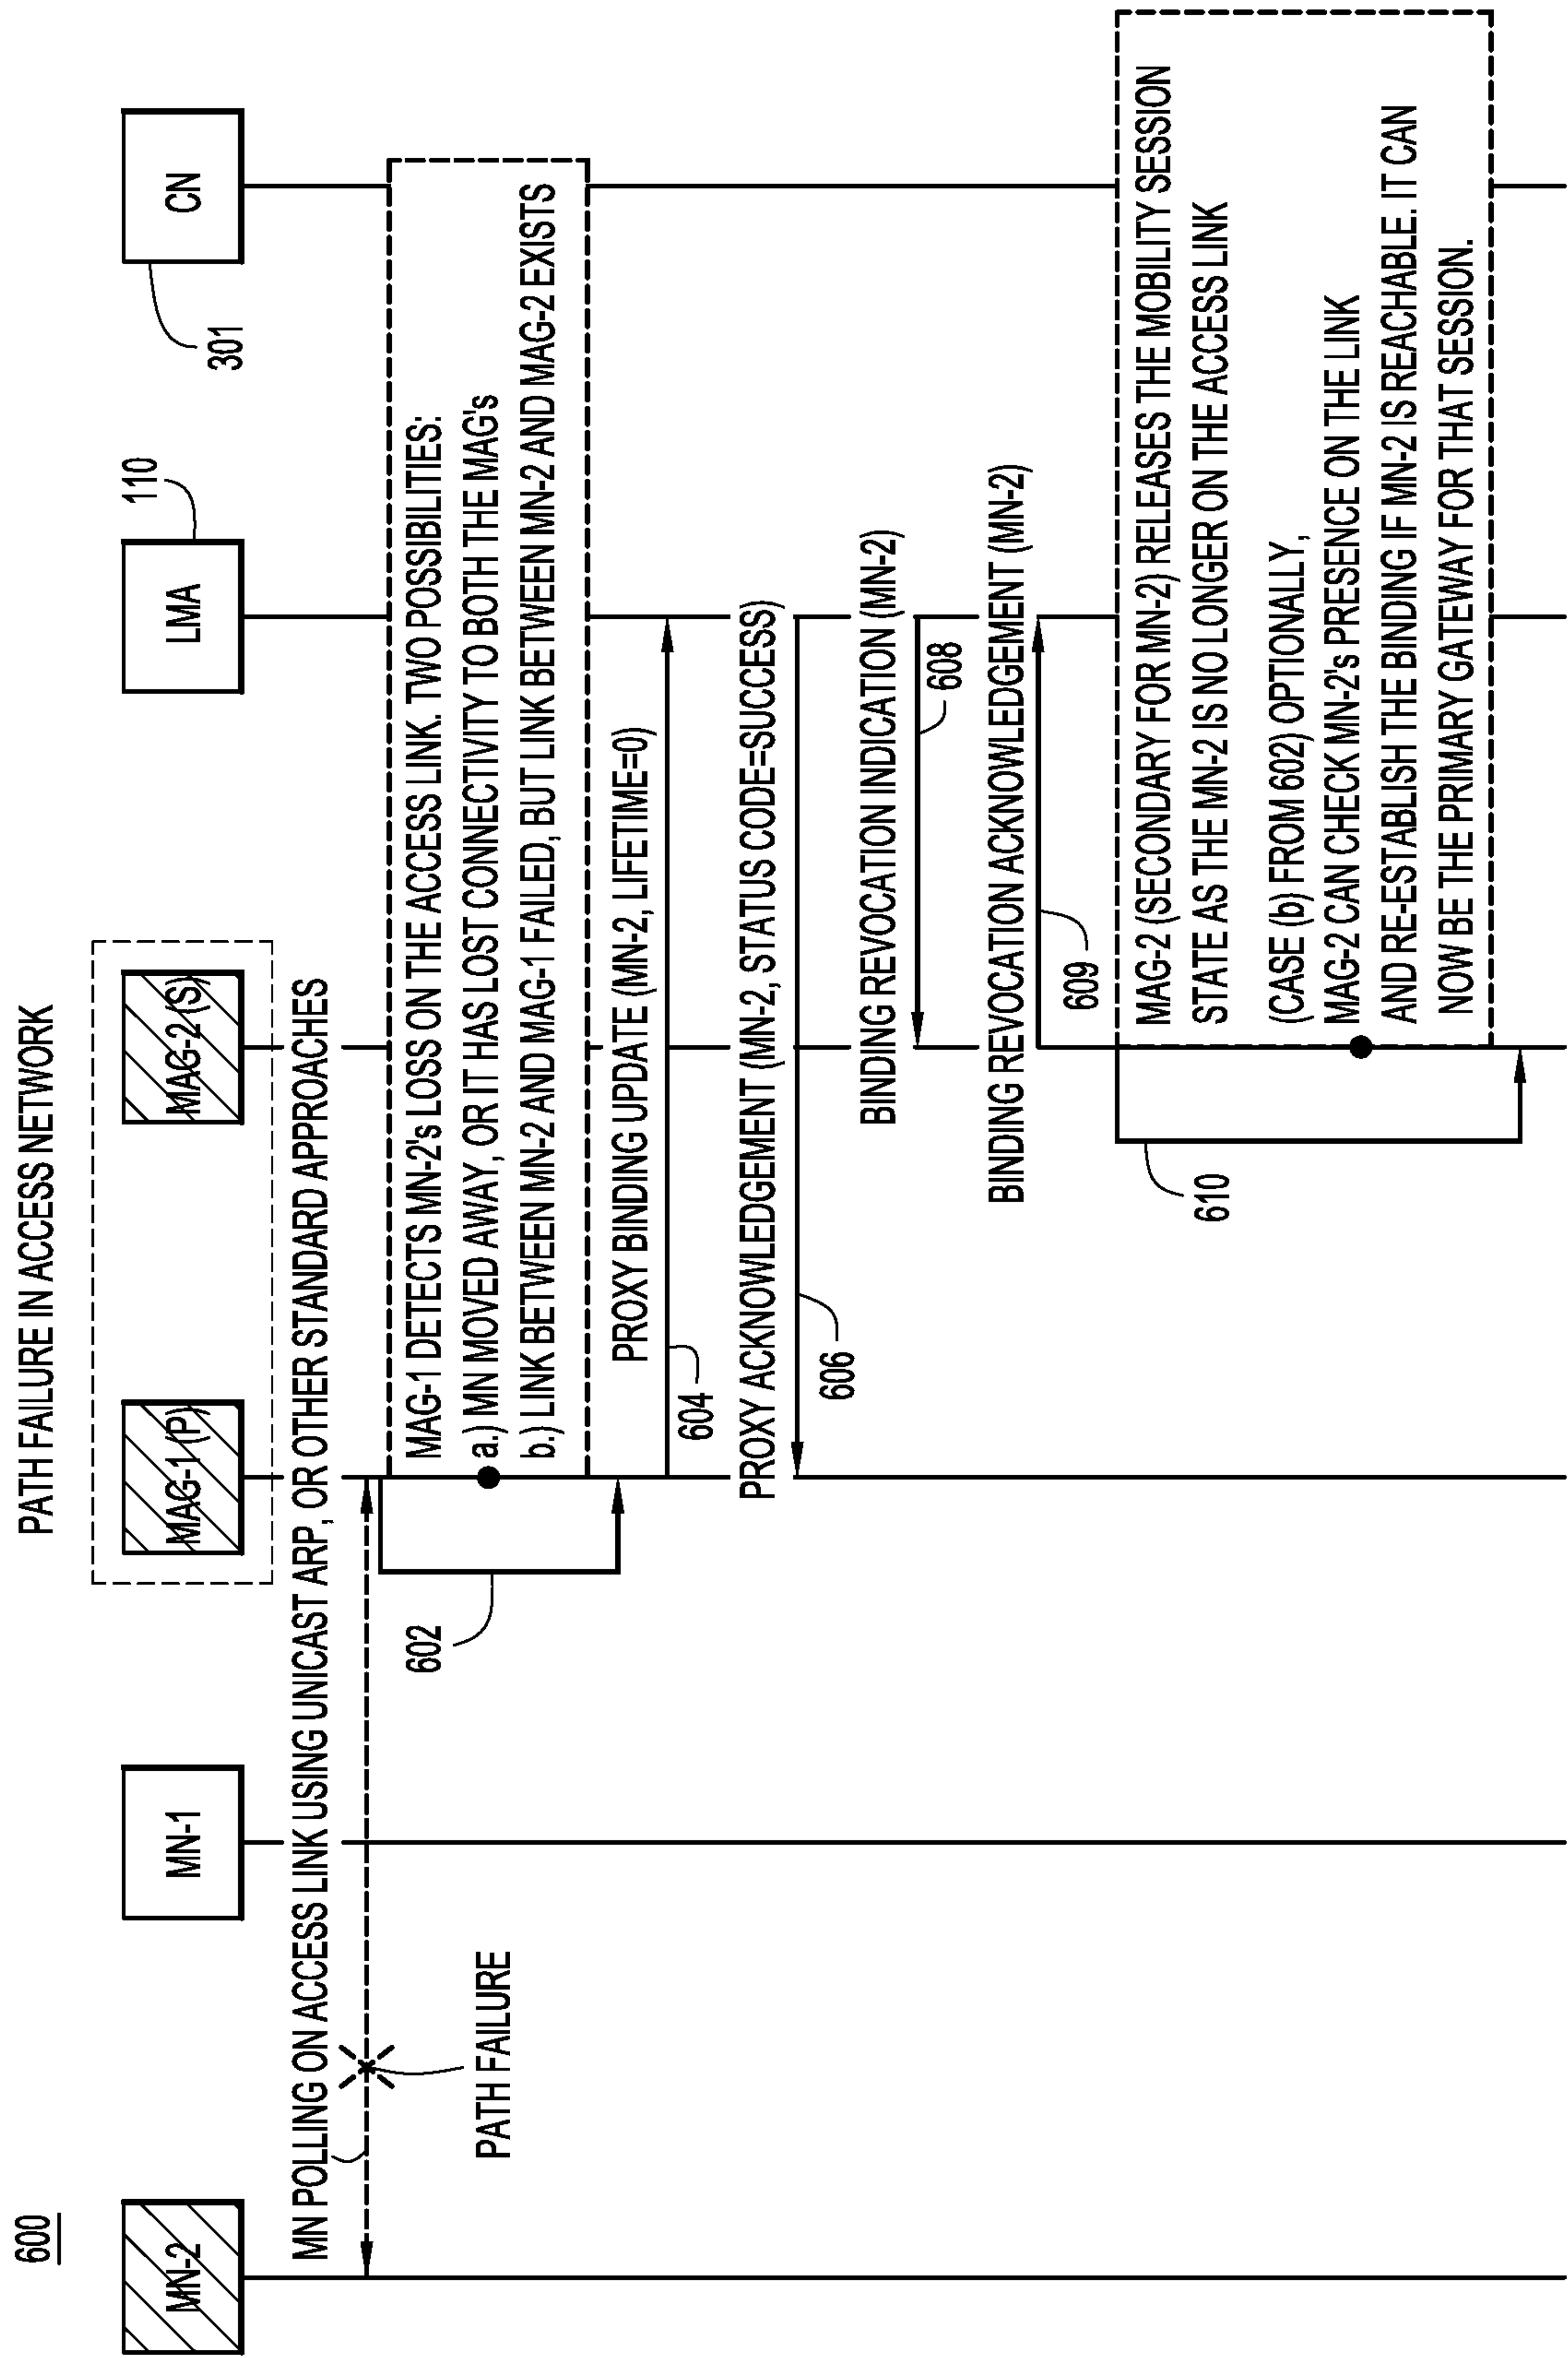 600
PATH FAILURE IN ACCESS NETWORK
MN-2
MN-1
MAG-1 (P)
MAG-2 (S)
LMA
110
CN
301
MN POLLING ON ACCESS LINK USING UNICAST ARP, OR OTHER STANDARD APPROACHES
PATH FAILURE
602
MAG-1 DETECTS MN-2's LOSS ON THE ACCESS LINK. TWO POSSIBILITIES:
a.) MN MOVED AWAY, OR IT HAS LOST CONNECTIVITY TO BOTH THE MAG's
b.) LINK BETWEEN MN-2 AND MAG-1 FAILED, BUT LINK BETWEEN MN-2 AND MAG-2 EXISTS
PROXY BINDING UPDATE (MN-2, LIFETIME=0)
604
PROXY ACKNOWLEDGEMENT (MN-2, STATUS CODE=SUCCESS)
606
BINDING REVOCATION INDICATION (MN-2)
608
BINDING REVOCATION ACKNOWLEDGEMENT (MN-2)
609
610
MAG-2 (SECONDARY FOR MN-2) RELEASES THE MOBILITY SESSION
STATE AS THE MN-2 IS NO LONGER ON THE ACCESS LINK
(CASE (b) FROM 602) OPTIONALLY,
MAG-2 CAN CHECK MN-2's PRESENCE ON THE LINK
AND RE-ESTABLISH THE BINDING IF MN-2 IS REACHABLE. IT CAN
NOW BE THE PRIMARY GATEWAY FOR THAT SESSION.